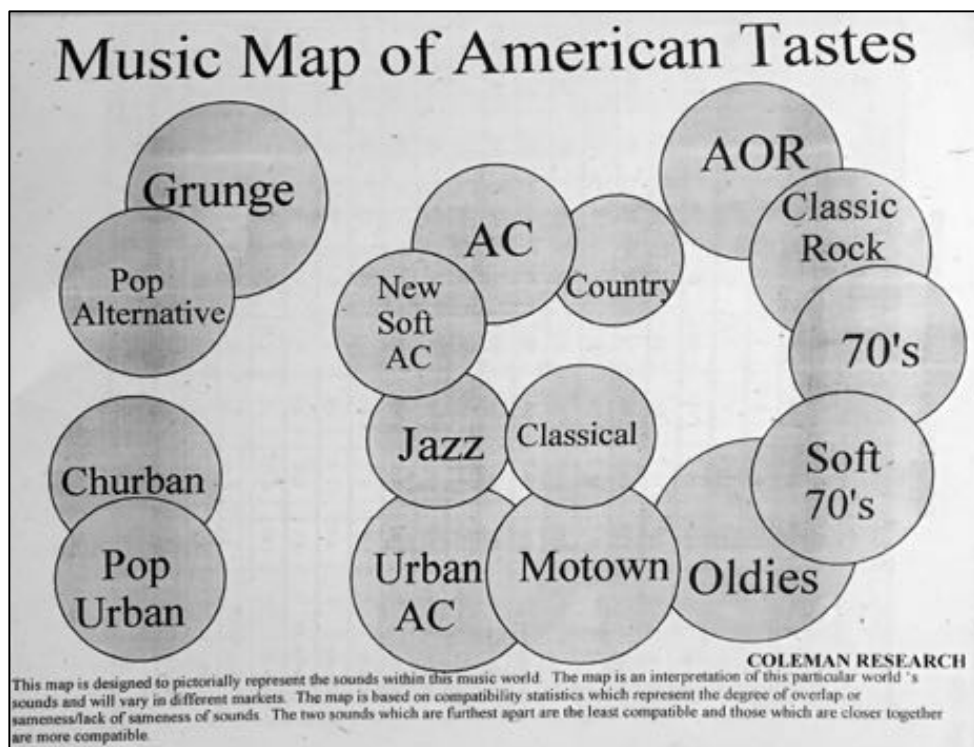 Music Map of American Tastes
Grunge
Pop
Alternative
AC
New
Soft
AC
Country
AOR
Classic
Rock
70's
Jazz
Classical
Soft
70's
Churban
Pop
Urban
Urban
AC
Motown
Oldies
COLEMAN RESEARCH
This map is designed to pictorially represent the sounds within this music world. The map is an interpretation of this particular world 's
sounds and will vary in different markets. The map is based on compatibility statistics which represent the degree of overlap or
sameness/lack of sameness of sounds. The two sounds which are furthest apart are the least compatible and those which are closer together
are more compatible.